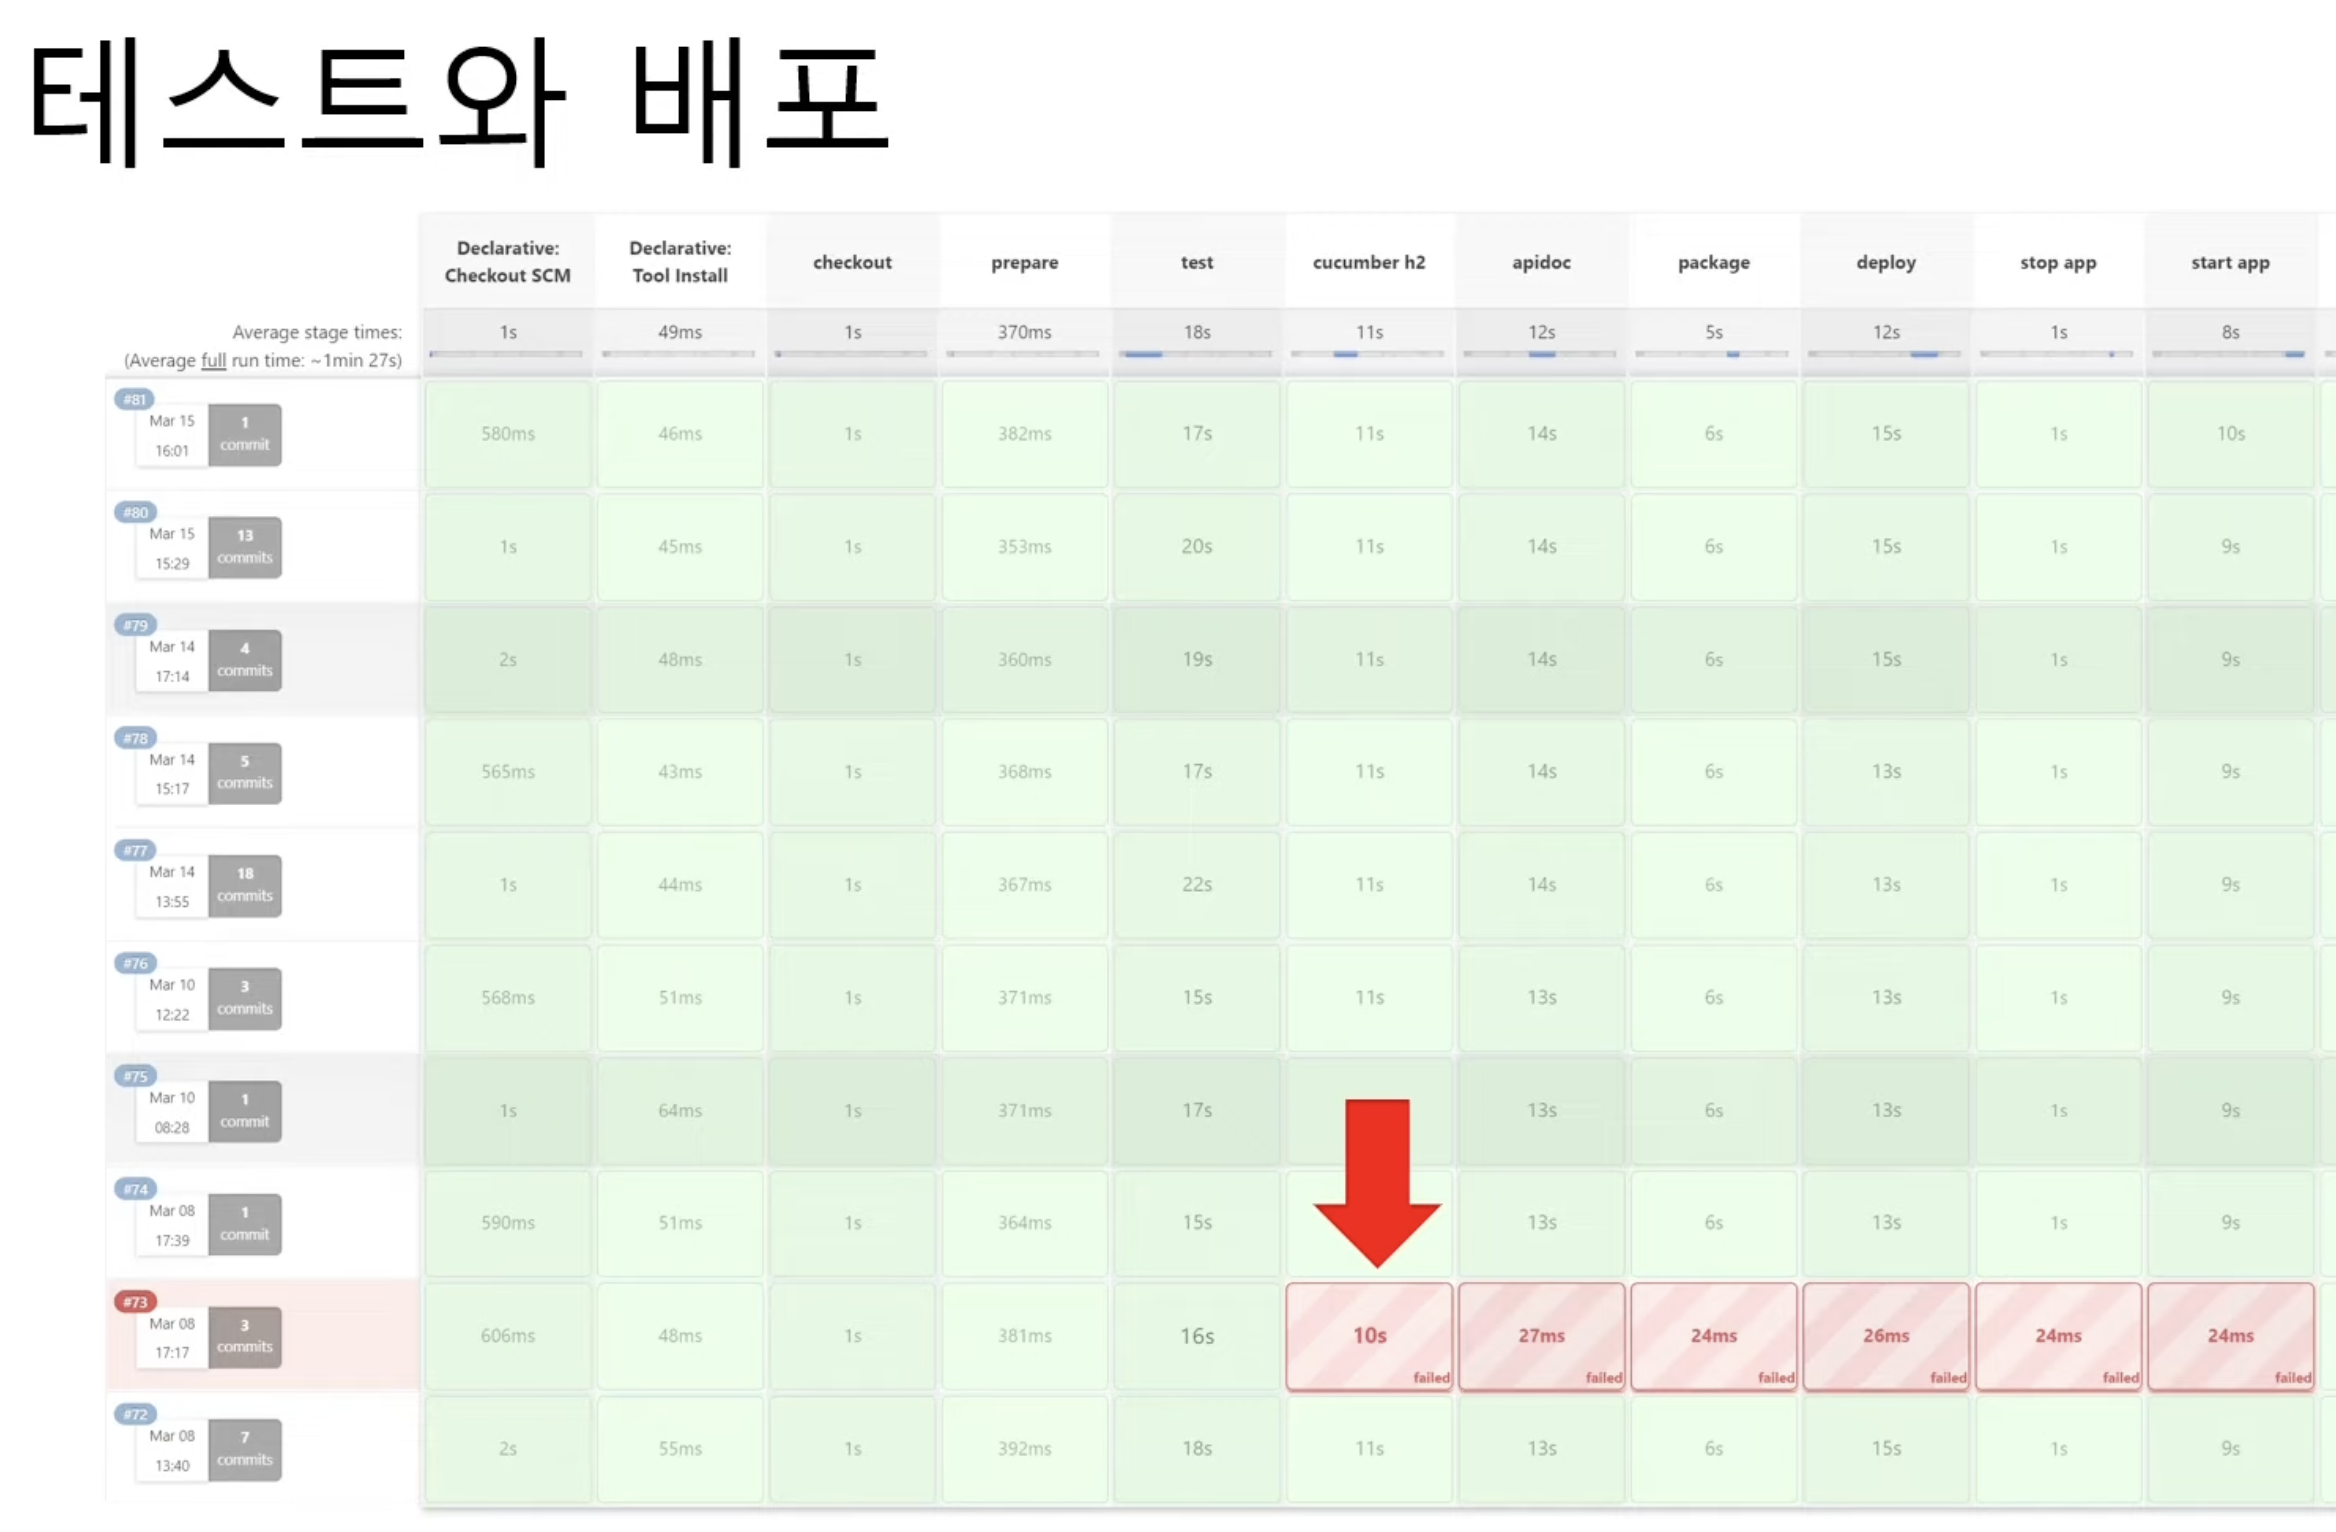 테스트와 배포
Declarative: Checkout SCM Declarative: Tool Install checkout prepare test cucumber h2 apidoc package deploy stop app start app
Average stage times: 1s 49ms 1s 370ms 18s 11s 12s 5s 12s 1s 8s
(Average full run time: ~1min 27s)
#81
Mar 15 16:01 1 commit 580ms 46ms 1s 382ms 17s 11s 14s 6s 15s 1s 10s
#80
Mar 15 15:29 13 commits 1s 45ms 1s 353ms 20s 11s 14s 6s 15s 1s 9s
#79
Mar 14 17:14 4 commits 2s 48ms 1s 360ms 19s 11s 14s 6s 15s 1s 9s
#78
Mar 14 15:17 5 commits 565ms 43ms 1s 368ms 17s 11s 14s 6s 13s 1s 9s
#77
Mar 14 13:55 18 commits 1s 44ms 1s 367ms 22s 11s 14s 6s 13s 1s 9s
#76
Mar 10 12:22 3 commits 568ms 51ms 1s 371ms 15s 11s 13s 6s 13s 1s 9s
#75
Mar 10 08:28 1 commit 1s 64ms 1s 371ms 17s 13s 6s 13s 1s 9s
#74
Mar 08 17:39 1 commit 590ms 51ms 1s 364ms 15s 13s 6s 13s 1s 9s
#73
Mar 08 17:17 3 commits 606ms 48ms 1s 381ms 16s 10s 27ms 24ms 26ms 24ms 24ms
failed failed failed failed failed failed
#72
Mar 08 13:40 7 commits 2s 55ms 1s 392ms 18s 11s 13s 6s 15s 1s 9s